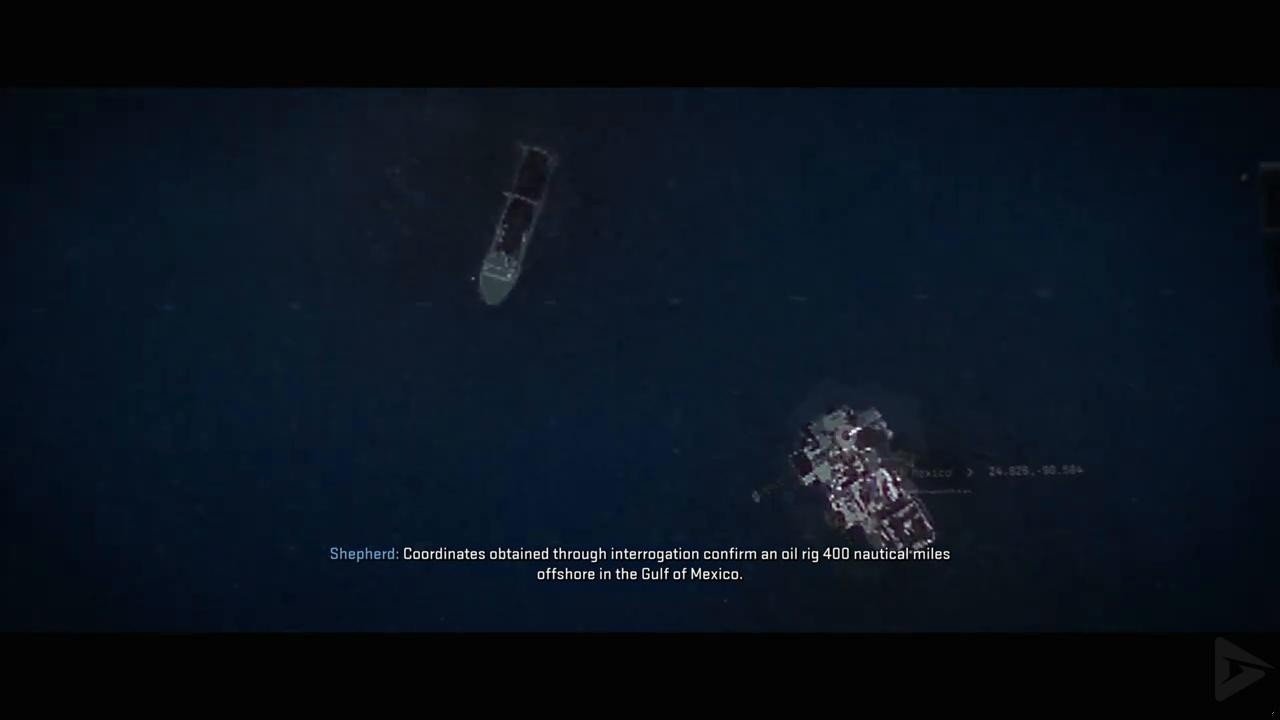 Mexico > 24.826,-90.584
Shepherd: Coordinates obtained through interrogation confirm an oil rig 400 nautical miles
offshore in the Gulf of Mexico.